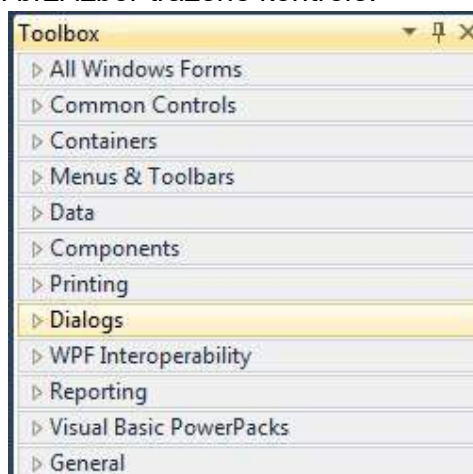 Toolbox
All Windows Forms
Common Controls
Containers
Menus & Toolbars
Data
Components
Printing
Dialogs
WPF Interoperability
Reporting
Visual Basic PowerPacks
General